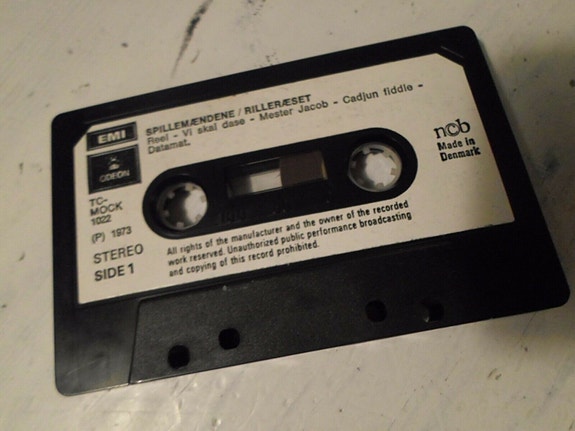 EMI
ODEON
SPILLEMÆNDENE / RILLERÆSET
Reel - Vi skal dase - Mester Jacob - Cadjun fiddle -
Datamat.
ncb
Made in
Denmark
TC-
MOCK
1022
(P) 1973
STEREO
SIDE 1
All rights of the manufacturer and the owner of the recorded
work reserved. Unauthorized public performance broadcasting
and copying of this record prohibited.